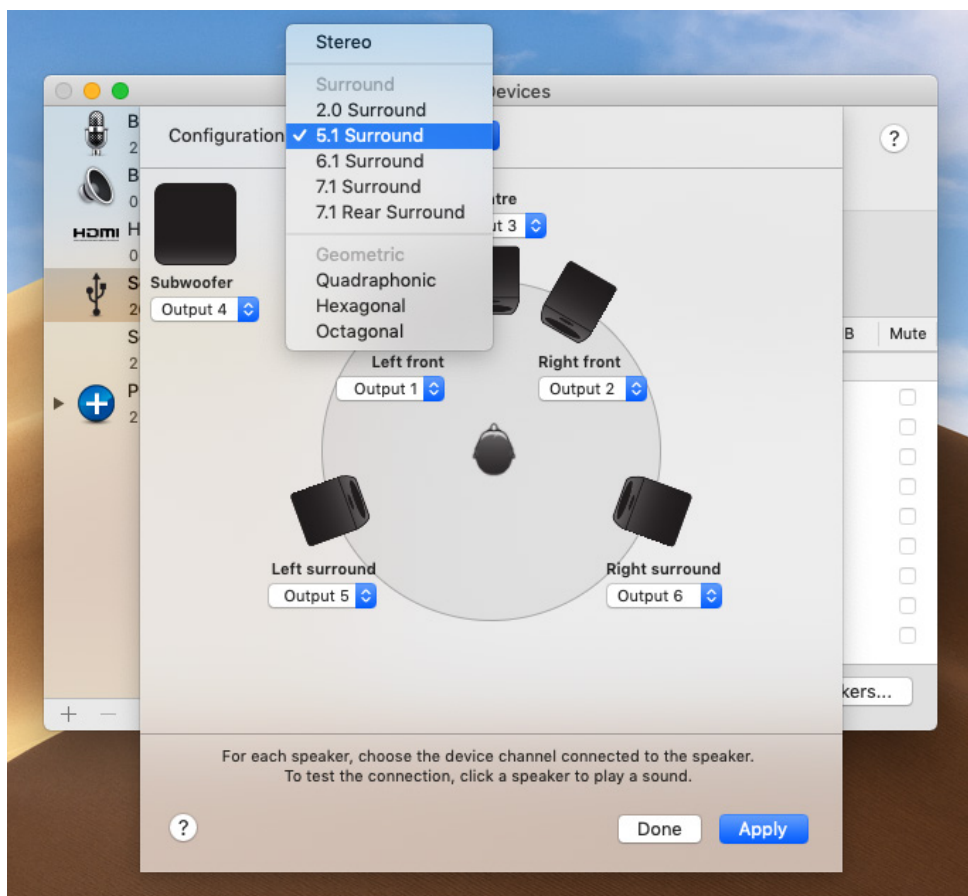 Stereo
Surround
2.0 Surround
5.1 Surround
6.1 Surround
7.1 Surround
7.1 Rear Surround
Geometric
Quadraphonic
Hexagonal
Octagonal
Configuration
?
HDMI
Subwoofer
Output 4
Left front
Output 1
Right front
Output 2
Left surround
Output 5
Right surround
Output 6
B
Mute
For each speaker, choose the device channel connected to the speaker.
To test the connection, click a speaker to play a sound.
?
Done
Apply